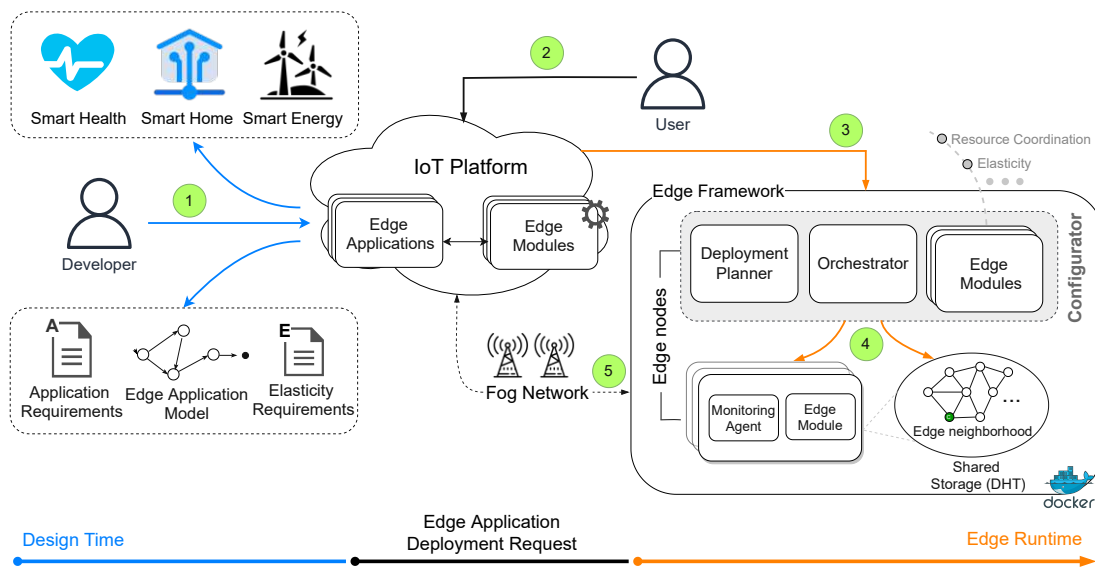 Smart Health
Smart Home
Smart Energy
1
Developer
A
Application
Requirements
Edge Application
Model
E
Elasticity
Requirements
2
User
IoT Platform
Edge
Applications
Edge
Modules
3
Resource Coordination
Elasticity
Edge Framework
Deployment
Planner
Orchestrator
Edge
Modules
Configurator
Edge nodes
4
Monitoring
Agent
Edge
Module
Edge neighborhood
...
Shared
Storage (DHT)
docker
5
Fog Network
Design Time
Edge Application
Deployment Request
Edge Runtime